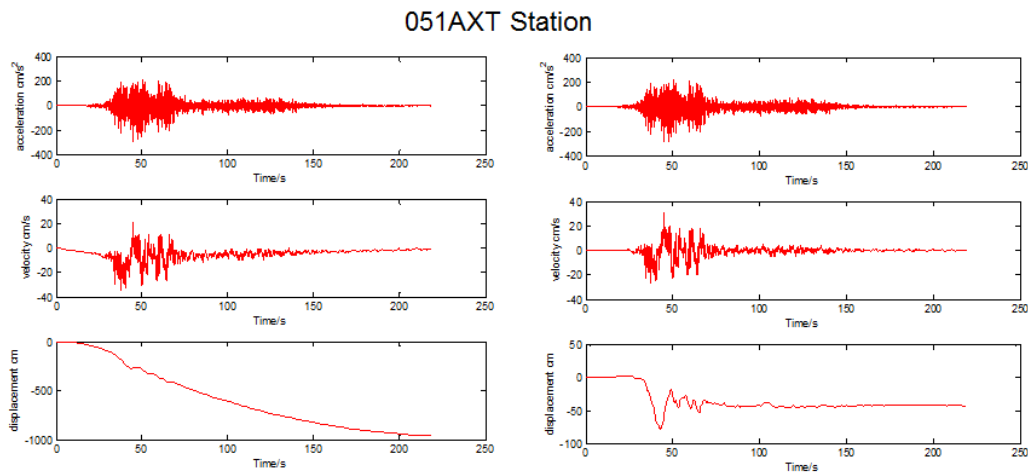 051AXT Station
400
200
0
-200
-400
acceleration cm/s²
0 50 100 150 200 250
Time/s
40
20
0
-20
-40
velocity cm/s
0 50 100 150 200 250
Time/s
0
-500
-1000
displacement cm
0 50 100 150 200 250
Time/s
400
200
0
-200
-400
acceleration cm/s²
0 50 100 150 200 250
Time/s
40
20
0
-20
-40
velocity cm/s
0 50 100 150 200 250
Time/s
50
0
-50
-100
displacement cm
0 50 100 150 200 250
Time/s